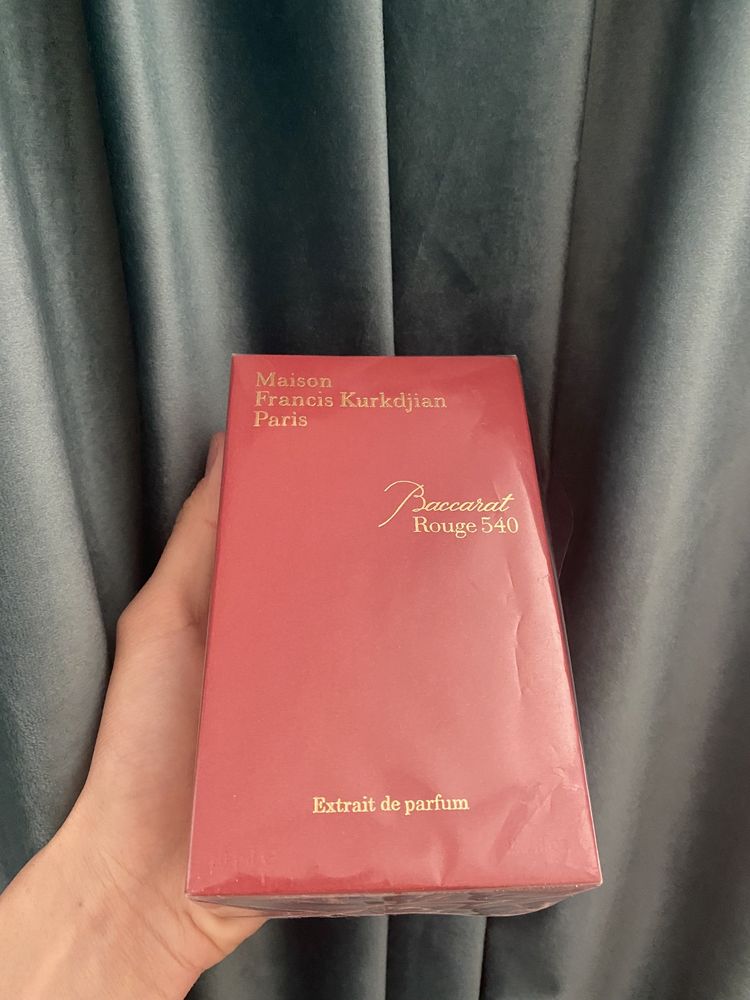 Maison
Francis Kurkdjian
Paris
Baccarat
Rouge 540
Extrait de parfum